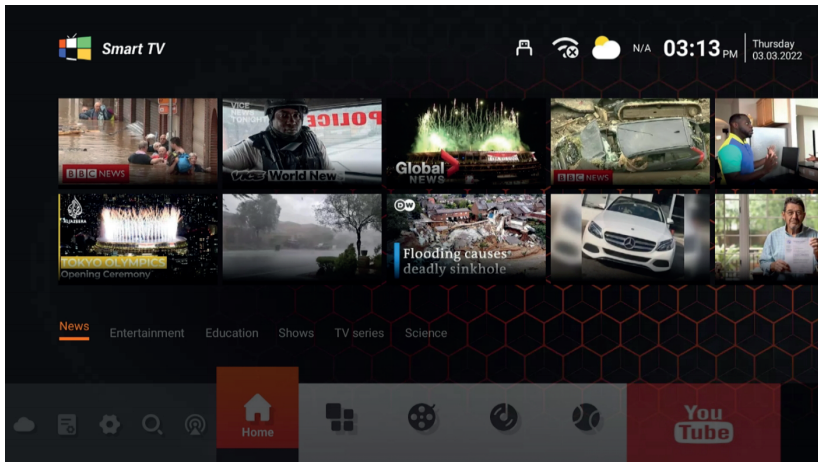 Smart TV
N/A 03:13 PM Thursday
03.03.2022
VICE
NEWS
TONIGHT
POLICE
BBC NEWS
VICE World New
Global
NEWS
BBC NEWS
ALJAZEERA
TOKYO OLYMPICS
Opening Ceremony
DW
Flooding causes
deadly sinkhole
News Entertainment Education Shows TV series Science
Home
You
Tube